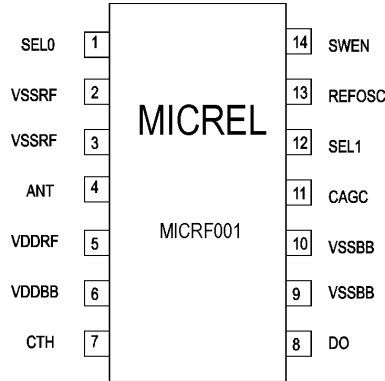 SEL0 1 14 SWEN
VSSRF 2 13 REFOSC
VSSRF 3 12 SEL1
ANT 4 11 CAGC
VDDRF 5 10 VSSBB
VDDBB 6 9 VSSBB
CTH 7 8 DO
MICREL
MICRF001